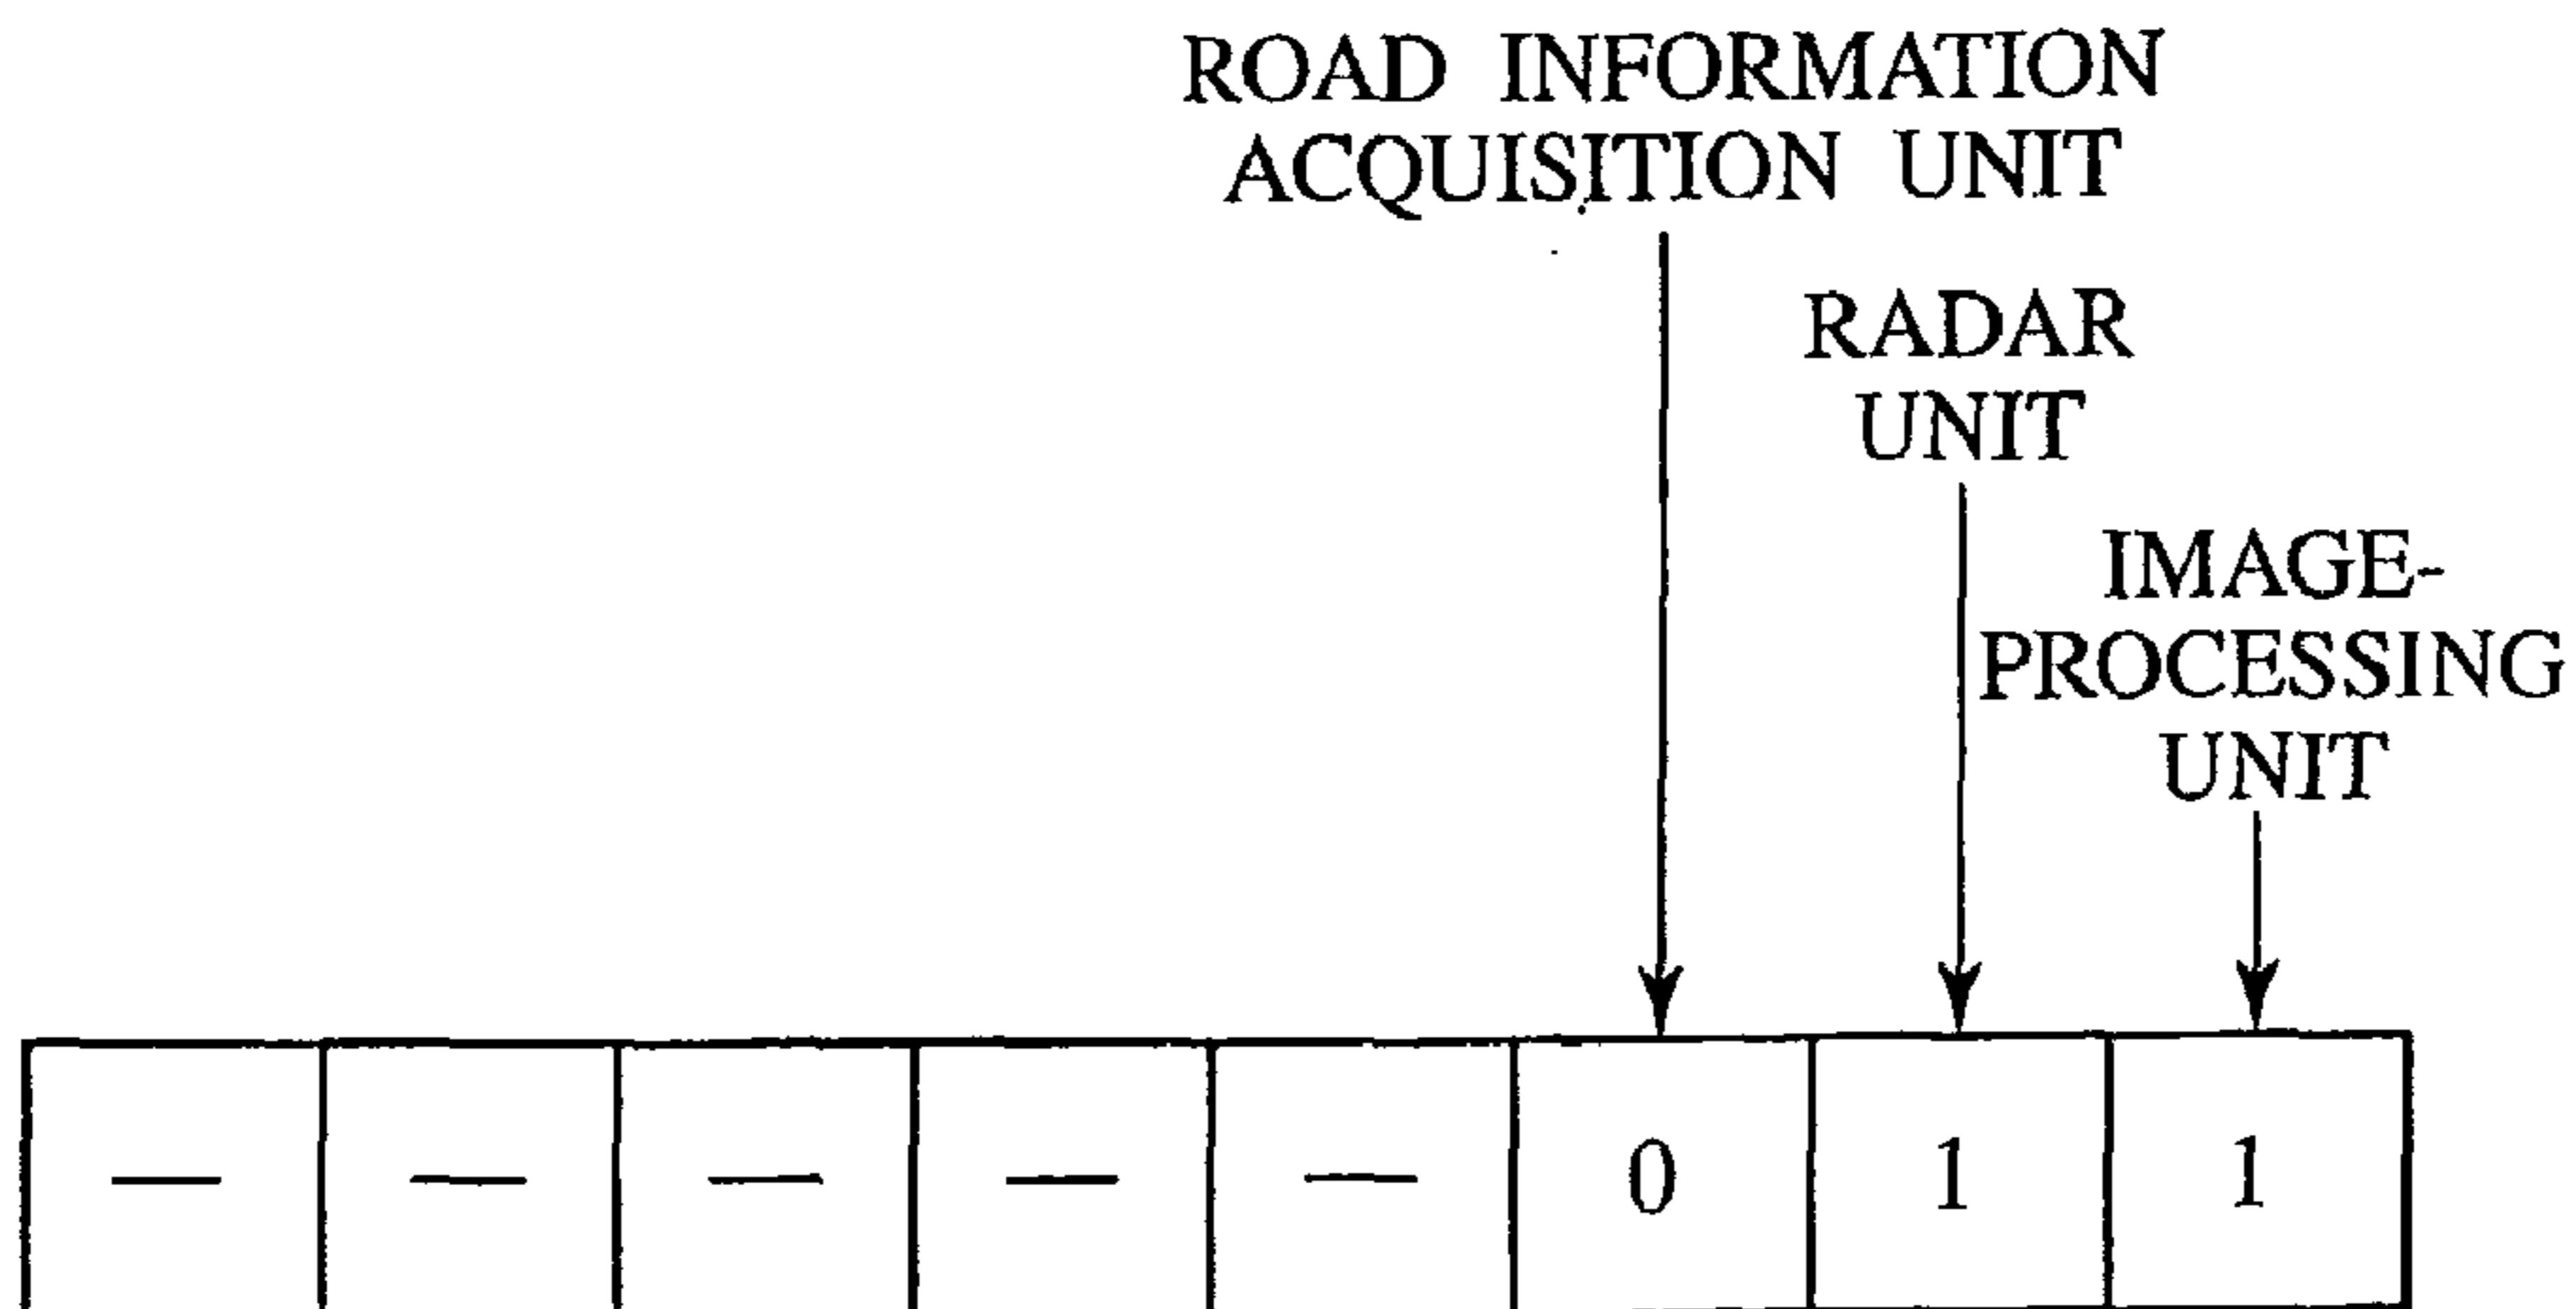 ROAD INFORMATION
ACQUISITION UNIT
RADAR
UNIT
IMAGE-
PROCESSING
UNIT
— — — — — 0 1 1